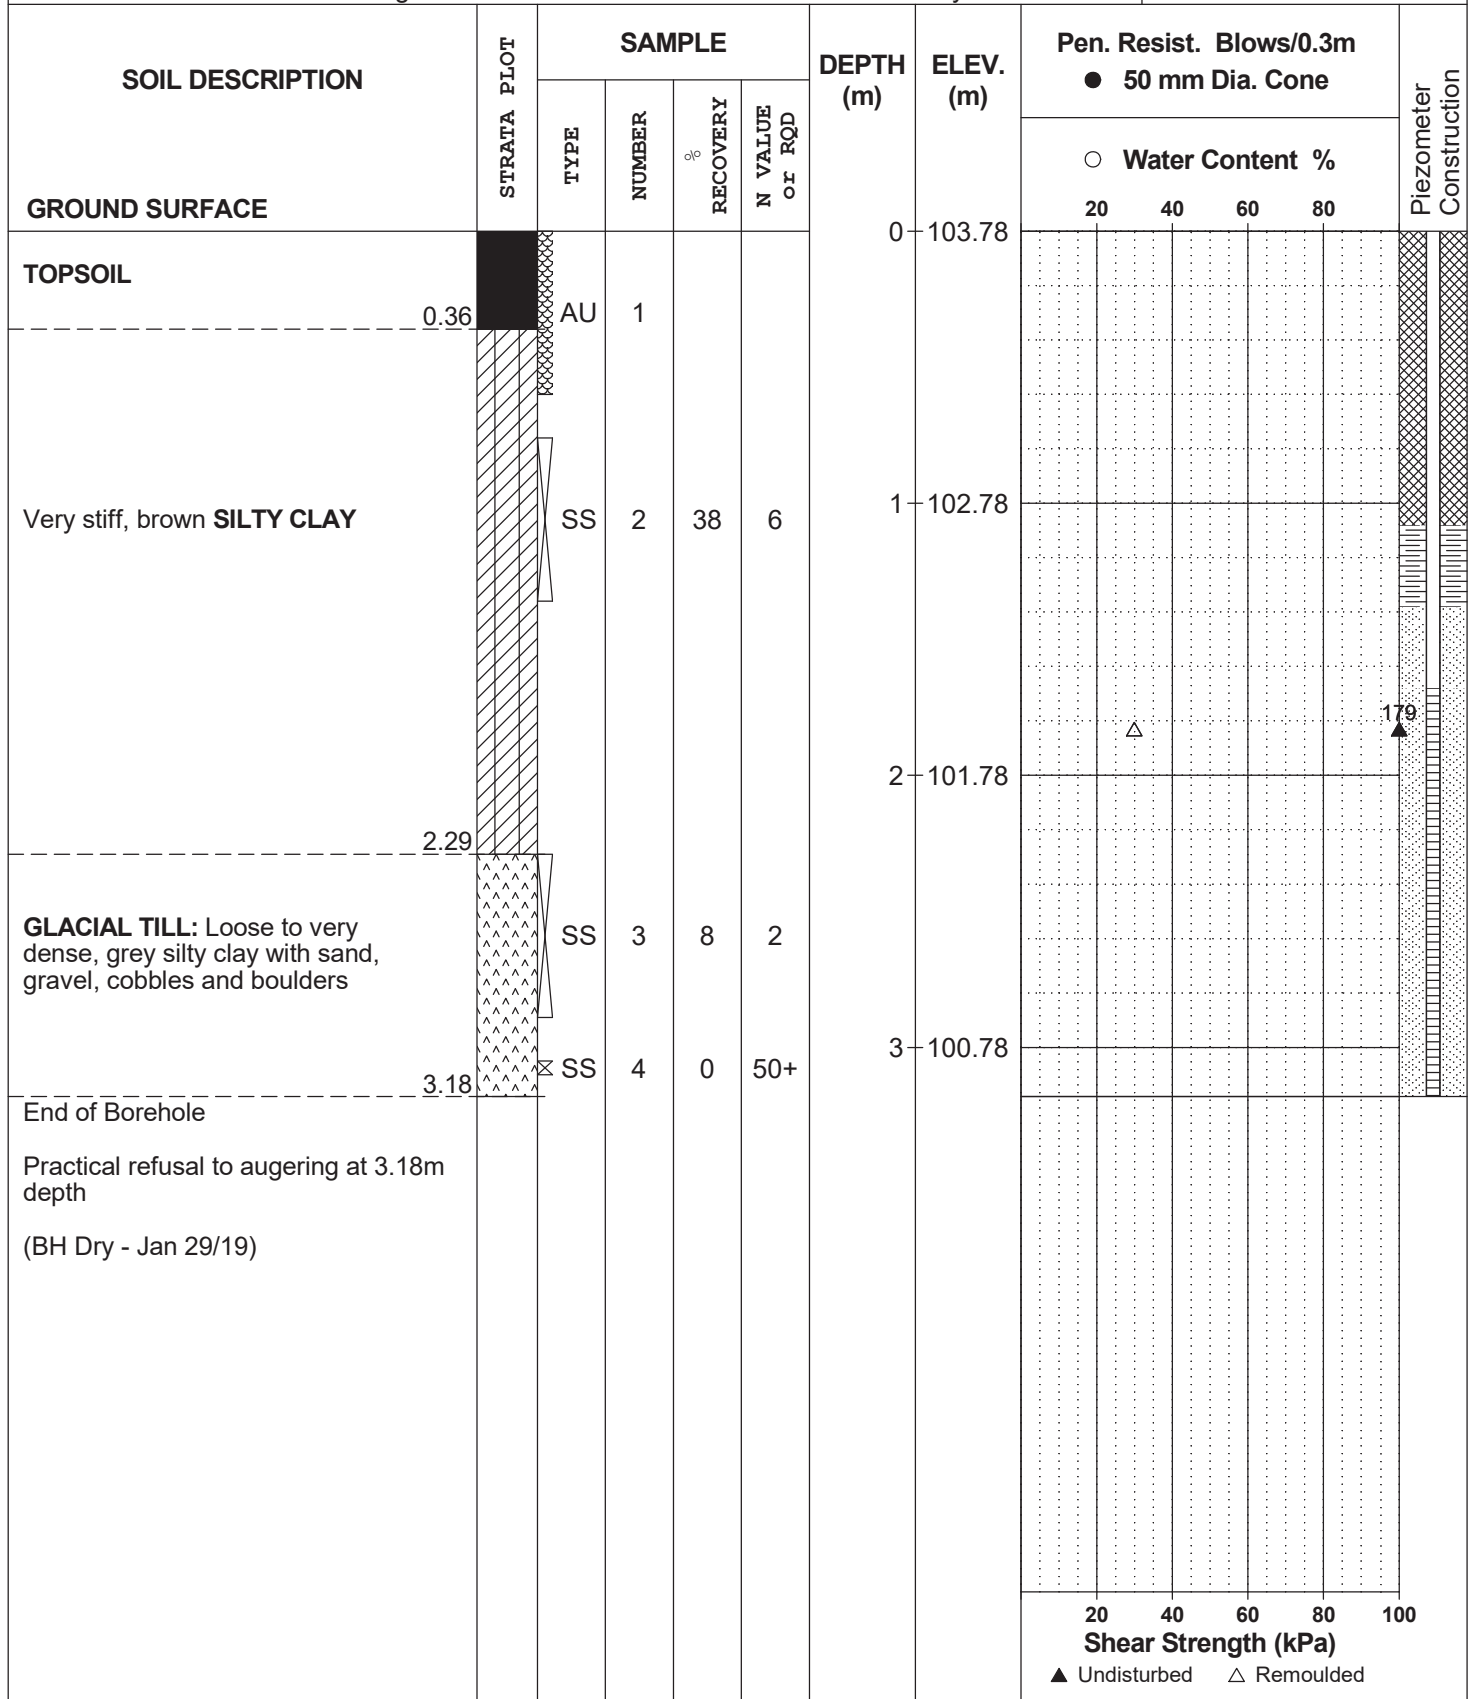 SOIL DESCRIPTION
GROUND SURFACE
STRATA PLOT
SAMPLE
TYPE
NUMBER
% RECOVERY
N VALUE or RQD
DEPTH (m)
ELEV. (m)
Pen. Resist. Blows/0.3m
● 50 mm Dia. Cone
○ Water Content %
20 40 60 80
Piezometer Construction
0 103.78
TOPSOIL
0.36
AU 1
Very stiff, brown SILTY CLAY
SS 2 38 6
1 102.78
179
2 101.78
2.29
GLACIAL TILL: Loose to very
dense, grey silty clay with sand,
gravel, cobbles and boulders
SS 3 8 2
3 100.78
SS 4 0 50+
3.18
End of Borehole
Practical refusal to augering at 3.18m
depth
(BH Dry - Jan 29/19)
20 40 60 80 100
Shear Strength (kPa)
▲ Undisturbed △ Remoulded